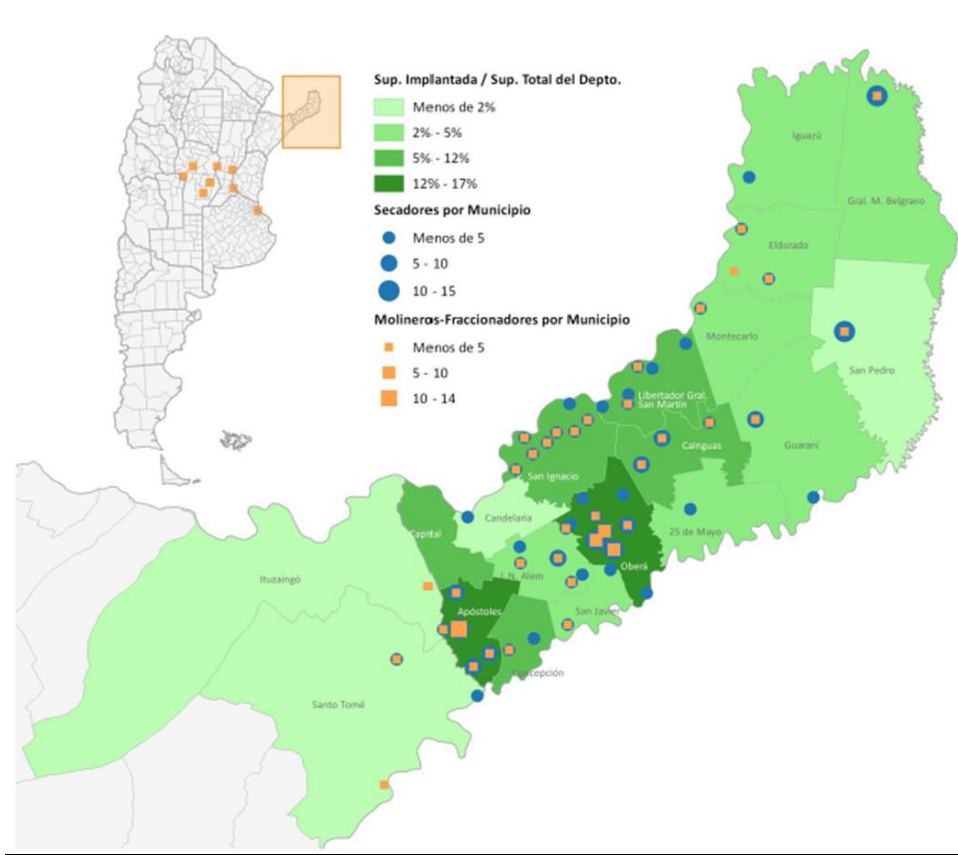 Sup. Implantada / Sup. Total del Depto.
Menos de 2%
2% - 5%
5% - 12%
12% - 17%
Secadores por Municipio
Menos de 5
5 - 10
10 - 15
Molineros-Fraccionadores por Municipio
Menos de 5
5 - 10
10 - 14
Iguazú
Gral. M. Belgrano
Eldorado
Montecarlo
San Pedro
Libertador Gral.
San Martín
Cainguas
Guaraní
San Ignacio
Candelaria
25 de Mayo
Capital
L.N. Alem
Oberá
Ituzaingó
Apóstoles
San Javier
Concepción
Santo Tomé